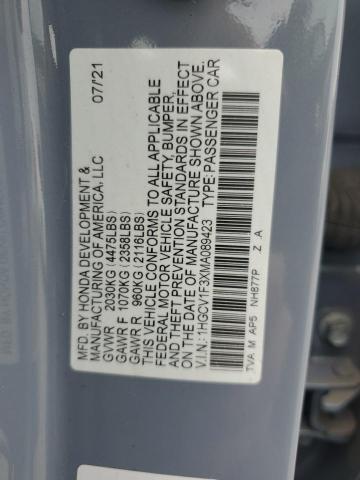 MFD. BY HONDA DEVELOPMENT & 07/21
MANUFACTURING OF AMERICA, LLC
GVWR 2030KG (4475LBS)
GAWR F 1070KG (2358LBS)
GAWR R 960KG (2116LBS)
THIS VEHICLE CONFORMS TO ALL APPLICABLE
FEDERAL MOTOR VEHICLE SAFETY, BUMPER,
AND THEFT PREVENTION STANDARDS IN EFFECT
ON THE DATE OF MANUFACTURE SHOWN ABOVE.
V.I.N.: 1HGCV1F3XMA089423 TYPE: PASSENGER CAR
TVA M AP5 NH877P Z A